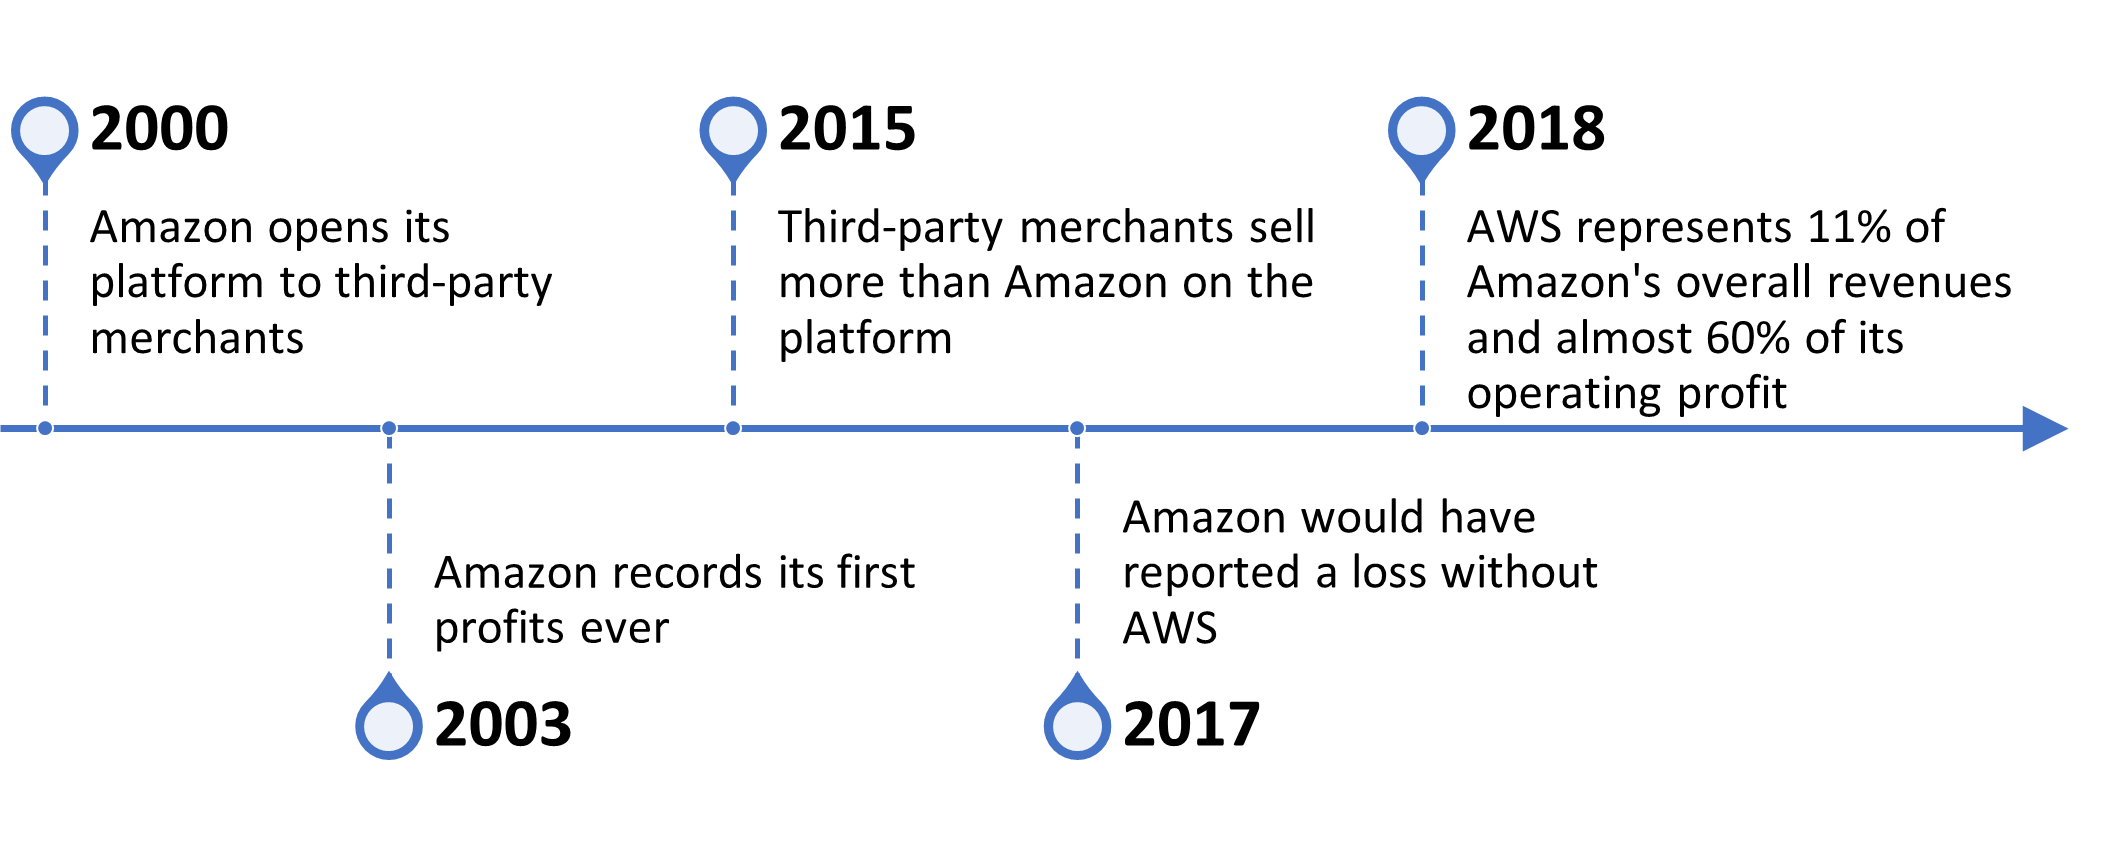 2000
Amazon opens its
platform to third-party
merchants
Amazon records its first
profits ever
2003
2015
Third-party merchants sell
more than Amazon on the
platform
Amazon would have
reported a loss without
AWS
2017
2018
AWS represents 11% of
Amazon's overall revenues
and almost 60% of its
operating profit